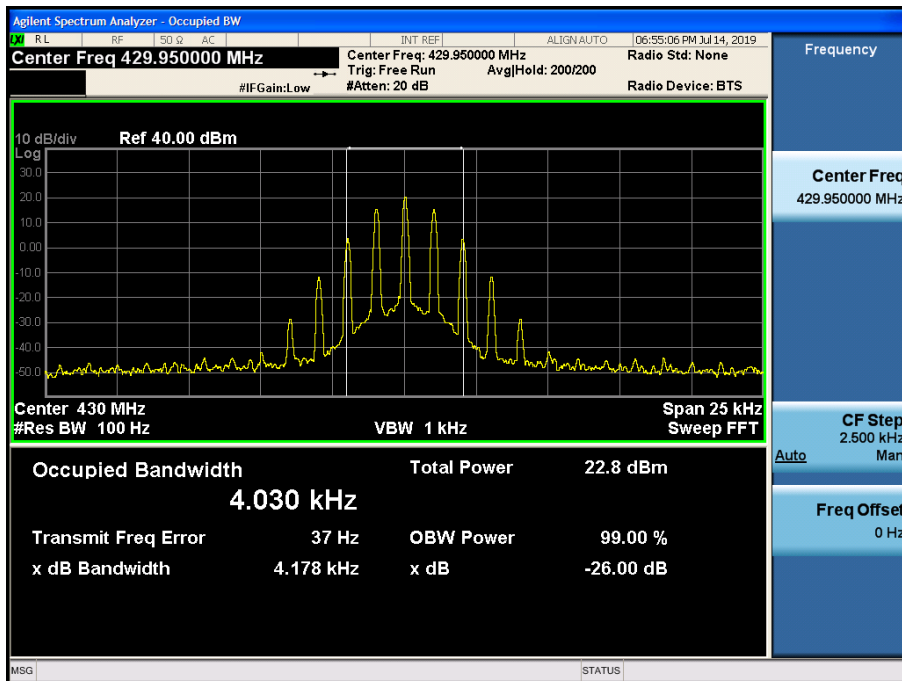 Agilent Spectrum Analyzer - Occupied BW
LXI RL RF 50 Ω AC INT REF ALIGN AUTO 06:55:06 PM Jul 14, 2019
Center Freq 429.950000 MHz
Center Freq: 429.950000 MHz
Radio Std: None
Trig: Free Run Avg|Hold: 200/200
#IFGain:Low #Atten: 20 dB Radio Device: BTS
Frequency
10 dB/div Ref 40.00 dBm
Log
30.0
20.0
10.0
0.00
-10.0
-20.0
-30.0
-40.0
-50.0
Center 430 MHz Span 25 kHz
#Res BW 100 Hz VBW 1 kHz Sweep FFT
Occupied Bandwidth Total Power 22.8 dBm
4.030 kHz
Transmit Freq Error 37 Hz OBW Power 99.00 %
x dB Bandwidth 4.178 kHz x dB -26.00 dB
Center Freq
429.950000 MHz
CF Step
2.500 kHz
Auto Man
Freq Offset
0 Hz
MSG STATUS